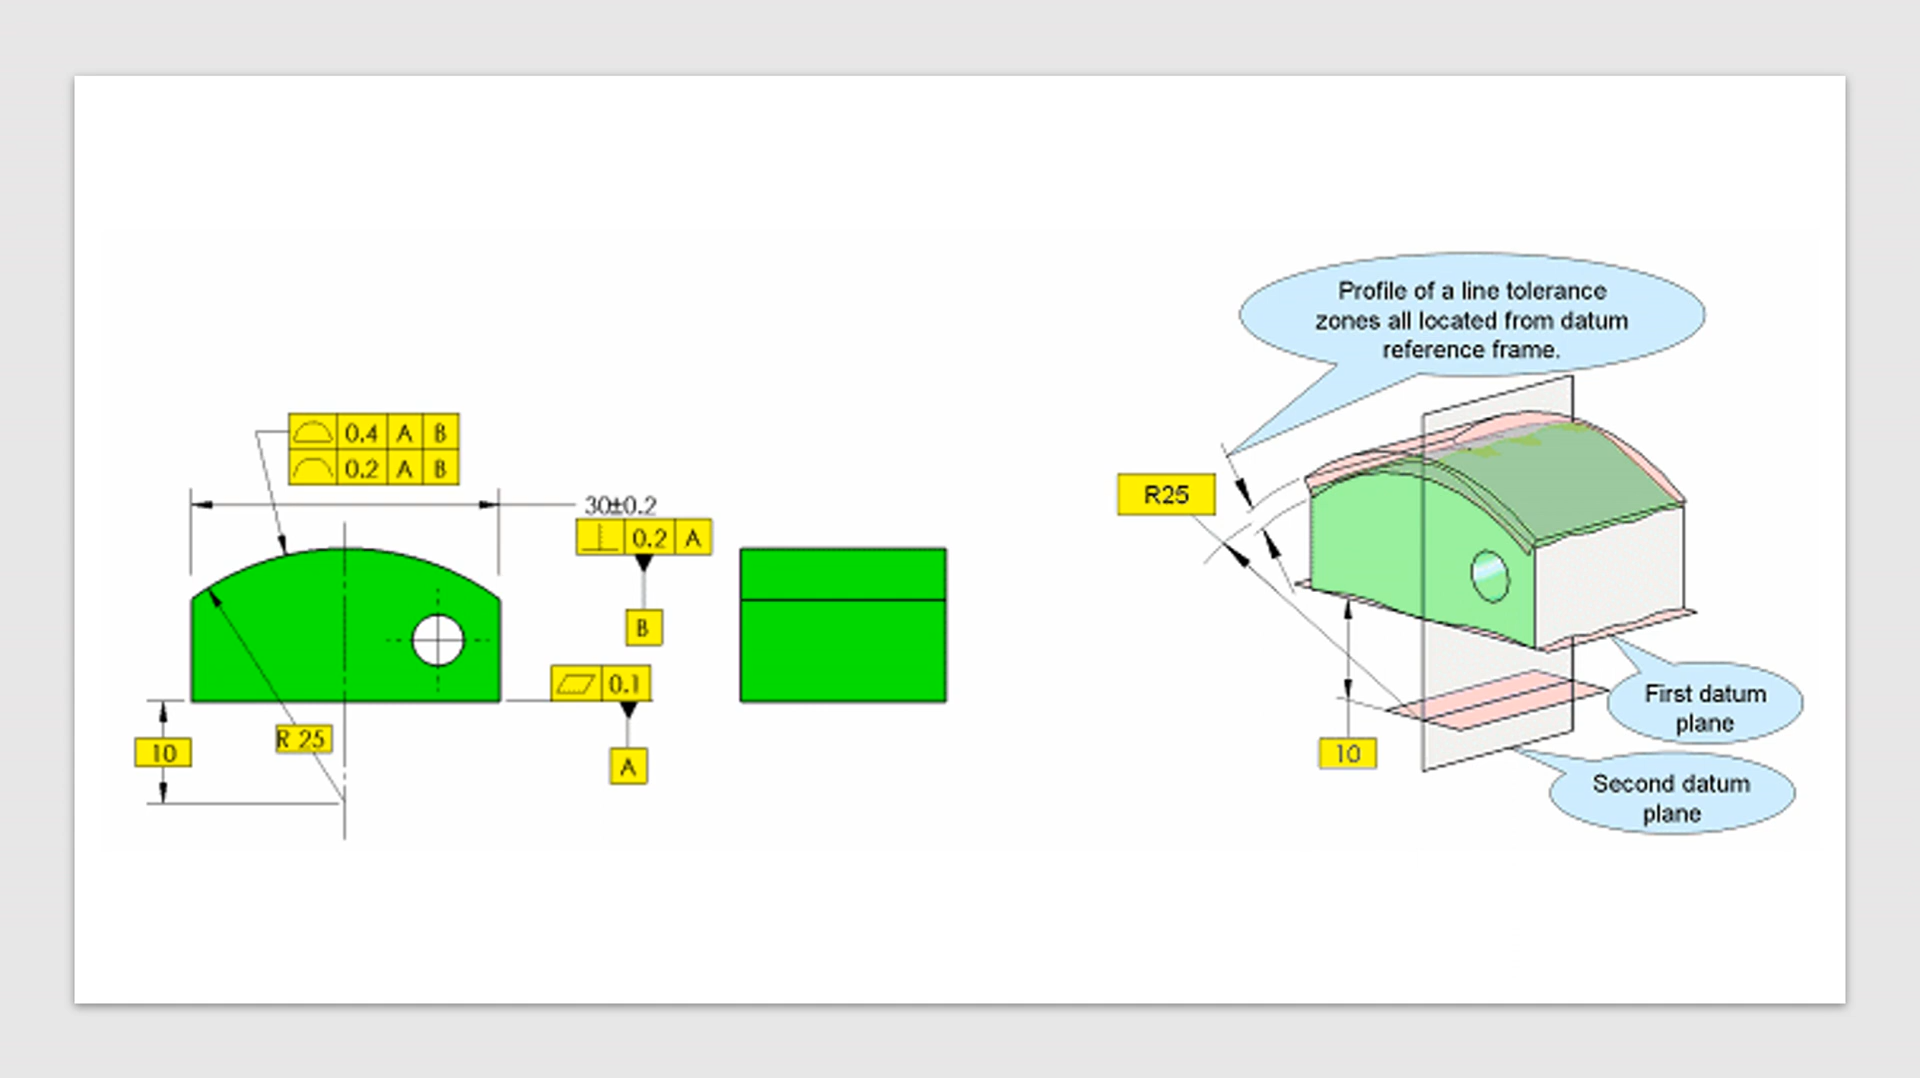 0.4 A B
0.2 A B
30±0.2
0.2 A
B
0.1
A
10
R 25
Profile of a line tolerance
zones all located from datum
reference frame.
R25
10
First datum
plane
Second datum
plane